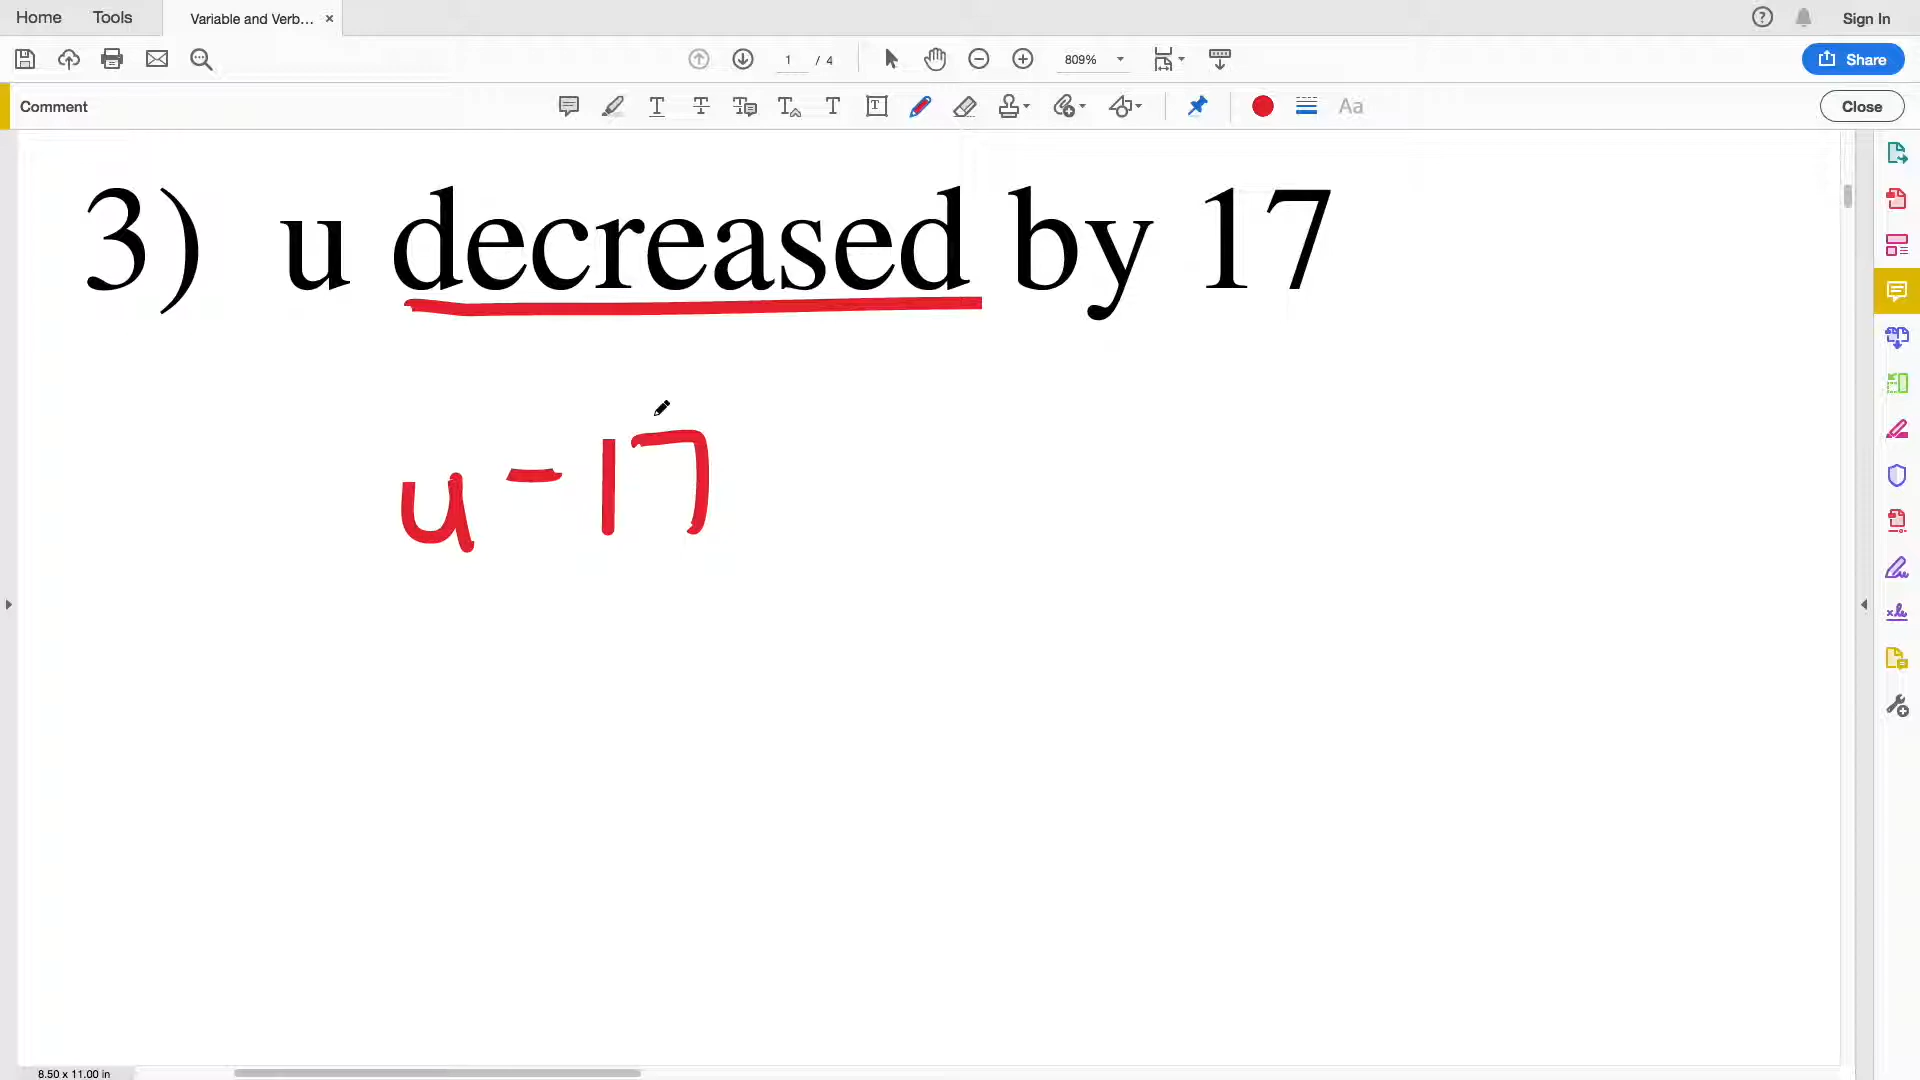 Home Tools Variable and Verb... × Sign In
1 / 4 809% Share
Comment Aa Close
3) u decreased by 17
u - 17
8.50 x 11.00 in